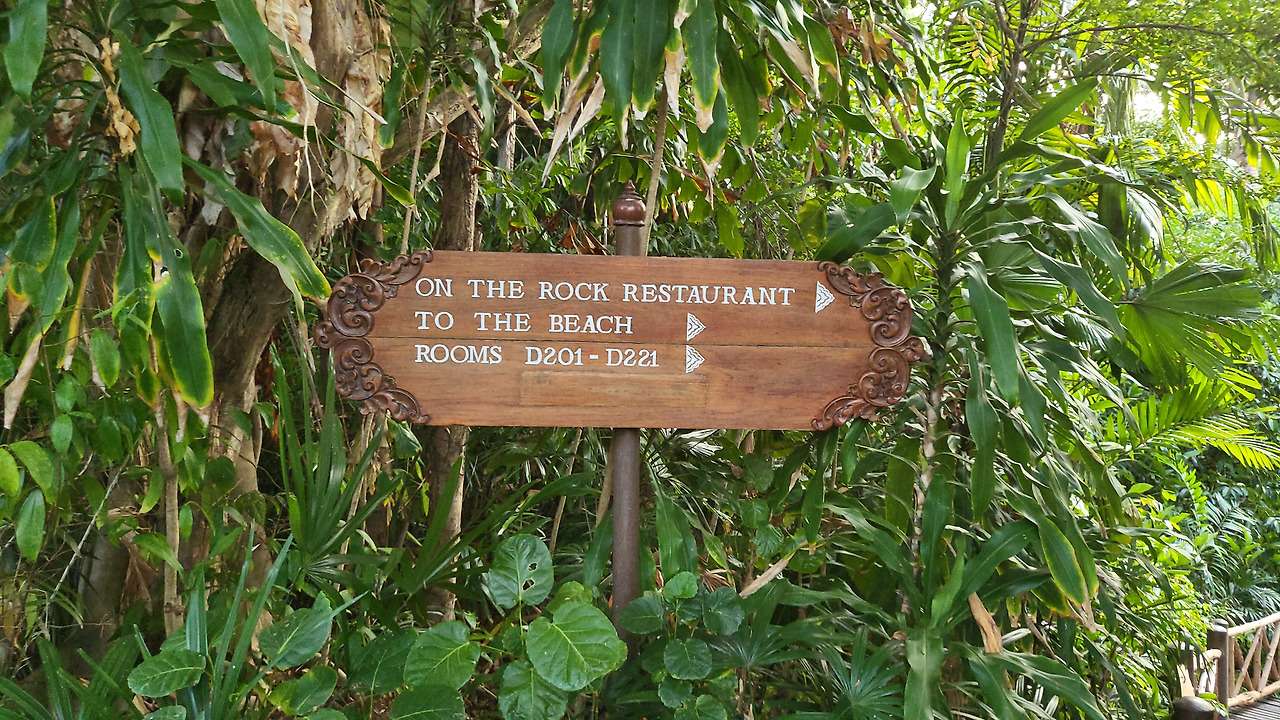 ON THE ROCK RESTAURANT
TO THE BEACH
ROOMS D201-D221